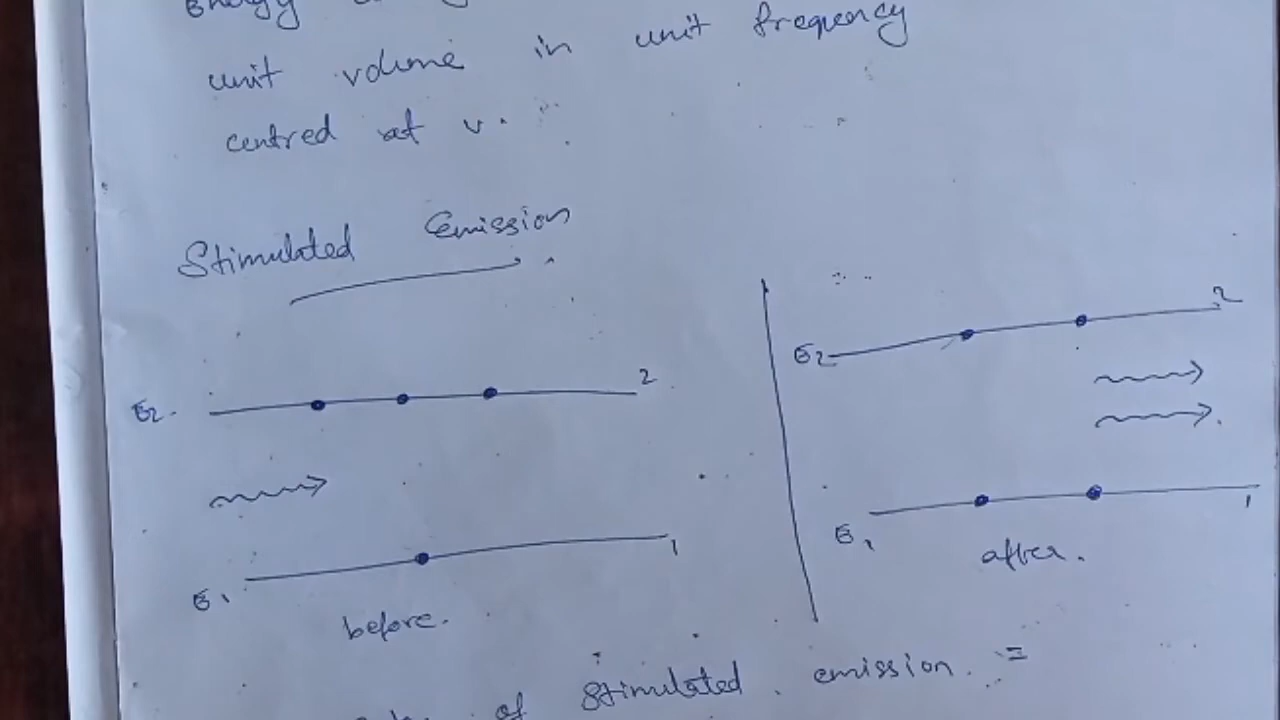 Energy
unit volume in unit frequency
centred at ν.
Stimulated Emission
E₂ 2
E₁ 1
before.
E₂ 2
E₁ 1
after.
of stimulated emission =